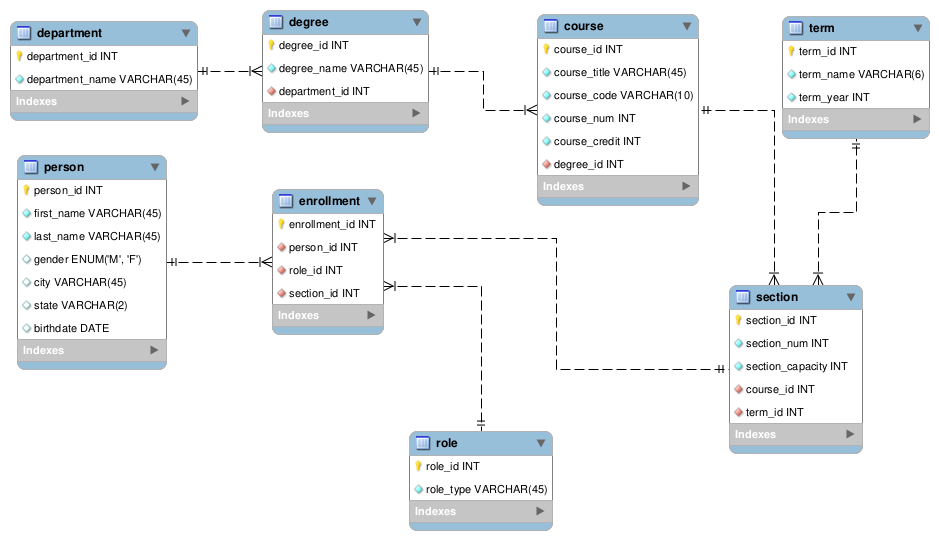 department
department_id INT
department_name VARCHAR(45)
Indexes
degree
degree_id INT
degree_name VARCHAR(45)
department_id INT
Indexes
course
course_id INT
course_title VARCHAR(45)
course_code VARCHAR(10)
course_num INT
course_credit INT
degree_id INT
Indexes
term
term_id INT
term_name VARCHAR(6)
term_year INT
Indexes
person
person_id INT
first_name VARCHAR(45)
last_name VARCHAR(45)
gender ENUM('M', 'F')
city VARCHAR(45)
state VARCHAR(2)
birthdate DATE
Indexes
enrollment
enrollment_id INT
person_id INT
role_id INT
section_id INT
Indexes
section
section_id INT
section_num INT
section_capacity INT
course_id INT
term_id INT
Indexes
role
role_id INT
role_type VARCHAR(45)
Indexes